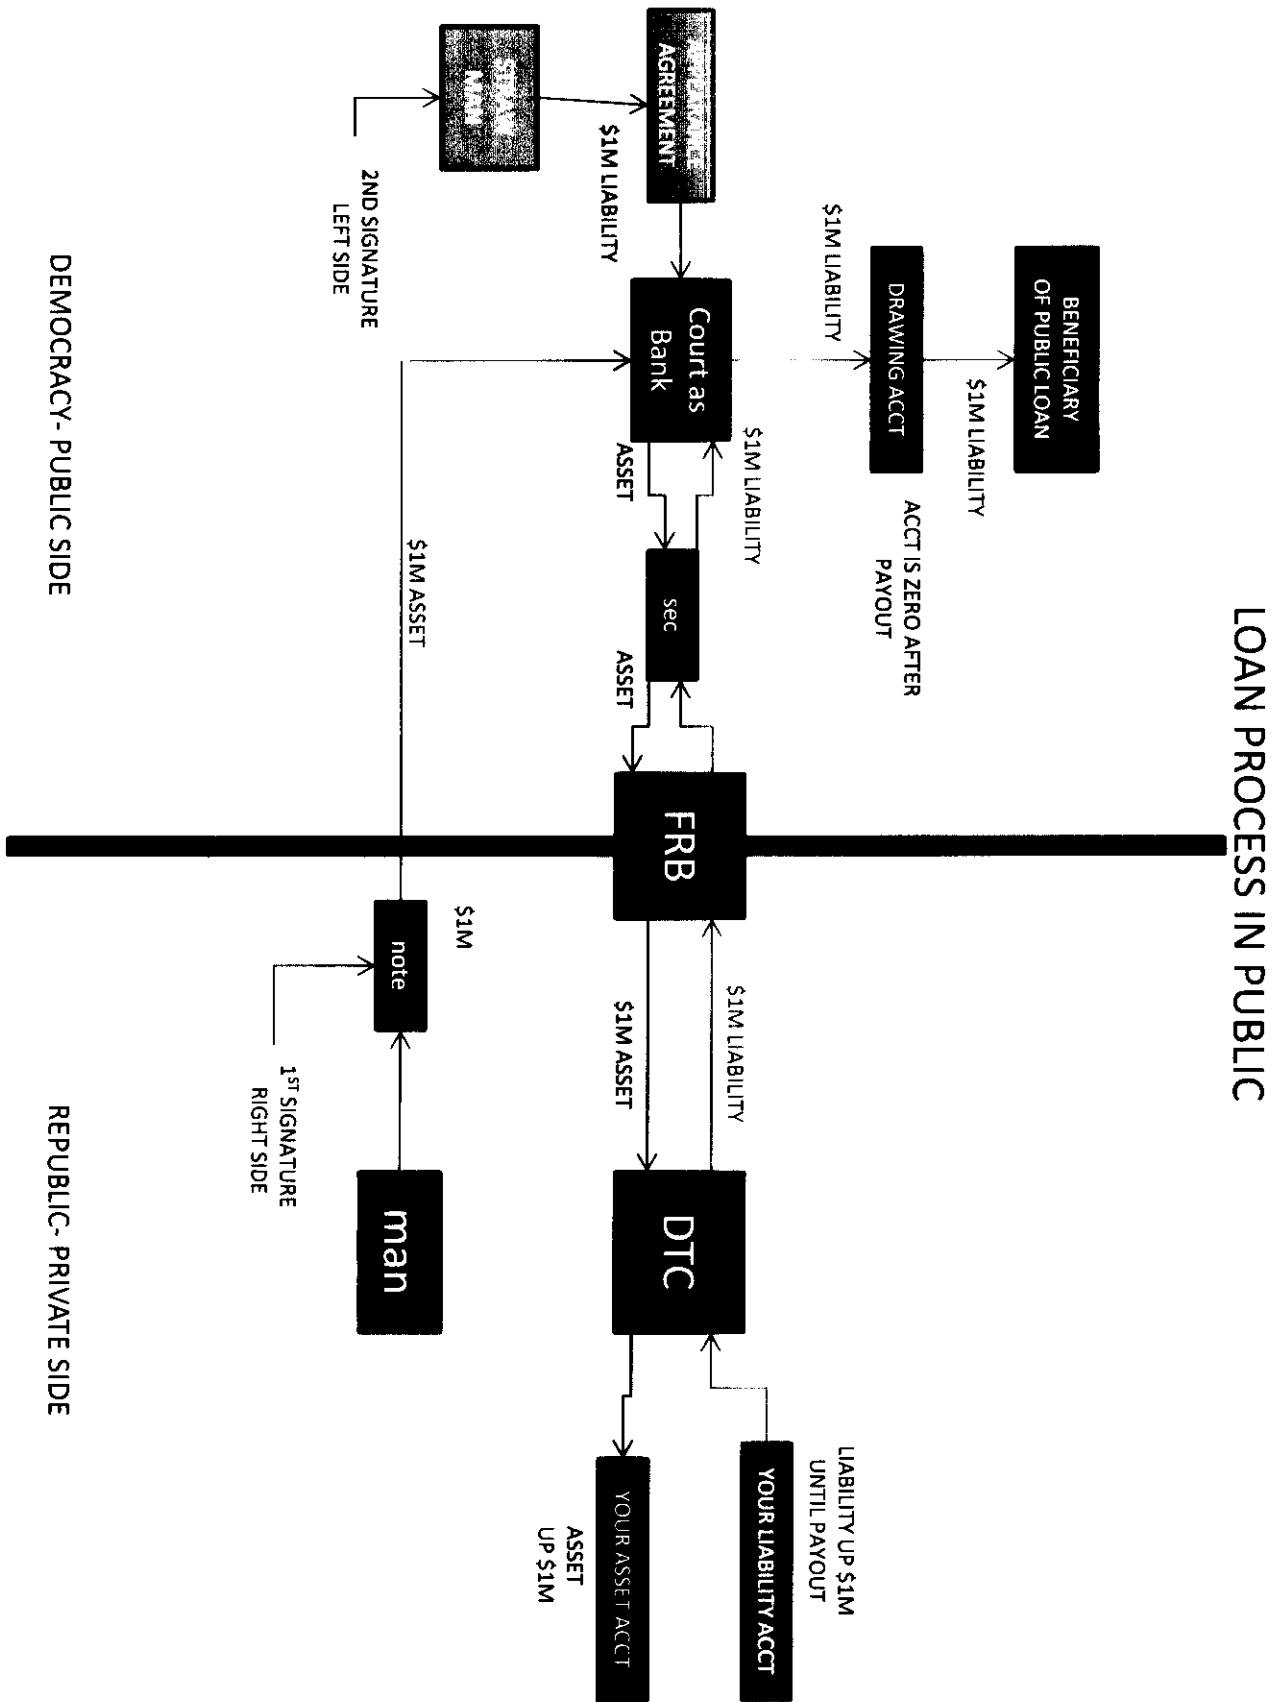 LOAN PROCESS IN PUBLIC
BENEFICIARY
OF PUBLIC LOAN
$1M LIABILITY
DRAWING ACCT
ACCT IS ZERO AFTER
PAYOUT
$1M LIABILITY
LIABILITY UP $1M
UNTIL PAYOUT
YOUR LIABILITY ACCT
$1M LIABILITY
$1M LIABILITY
AGREEMENT
Court as
Bank
sec
FRB
DTC
ASSET
ASSET
$1M ASSET
YOUR ASSET ACCT
$1M LIABILITY
ASSET
UP $1M
STRAW
MAN
$1M
$1M ASSET
note
man
2ND SIGNATURE
LEFT SIDE
1ST SIGNATURE
RIGHT SIDE
DEMOCRACY- PUBLIC SIDE
REPUBLIC- PRIVATE SIDE